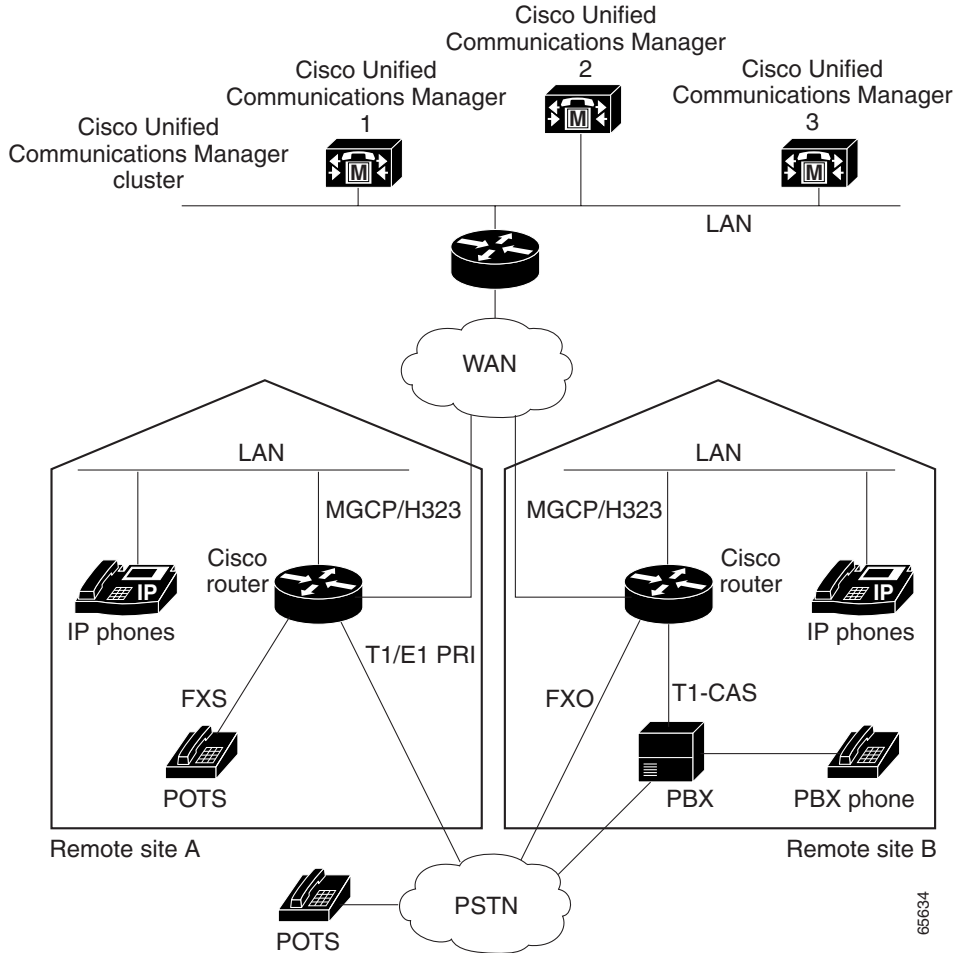 Cisco Unified
Communications Manager
2
Cisco Unified
Communications Manager
1
Cisco Unified
Communications Manager
3
Cisco Unified
Communications Manager
cluster
M
M
M
LAN
WAN
LAN
LAN
MGCP/H323
MGCP/H323
Cisco
router
Cisco
router
IP
IP
IP phones
IP phones
T1/E1 PRI
FXS
FXO
T1-CAS
POTS
PBX
PBX phone
Remote site A
Remote site B
PSTN
POTS
65634